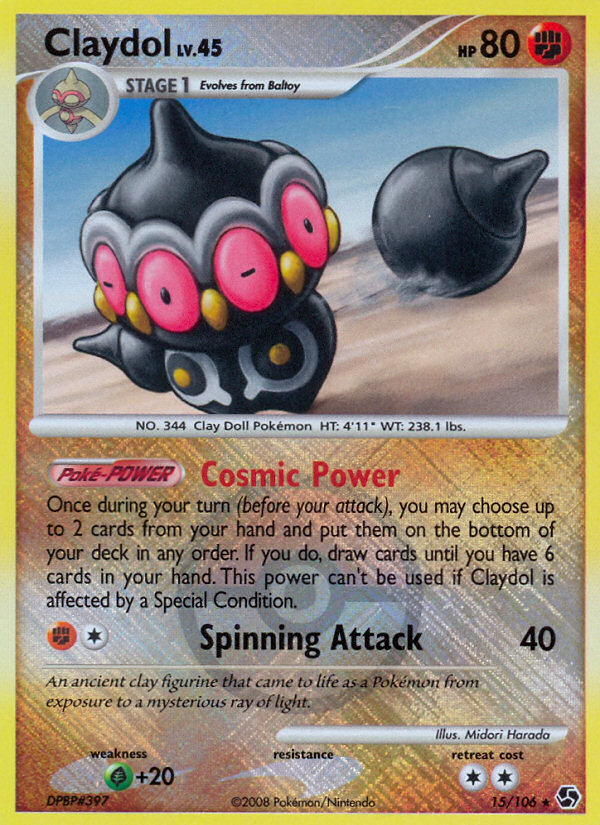 Claydol LV.45 HP 80
STAGE 1 Evolves from Baltoy
NO. 344 Clay Doll Pokémon HT: 4'11" WT: 238.1 lbs.
Poké-POWER Cosmic Power
Once during your turn (before your attack), you may choose up
to 2 cards from your hand and put them on the bottom of
your deck in any order. If you do, draw cards until you have 6
cards in your hand. This power can't be used if Claydol is
affected by a Special Condition.
Spinning Attack 40
An ancient clay figurine that came to life as a Pokémon from
exposure to a mysterious ray of light.
Illus. Midori Harada
weakness resistance retreat cost
+20
DPBP#397 ©2008 Pokémon/Nintendo 15/106 ★